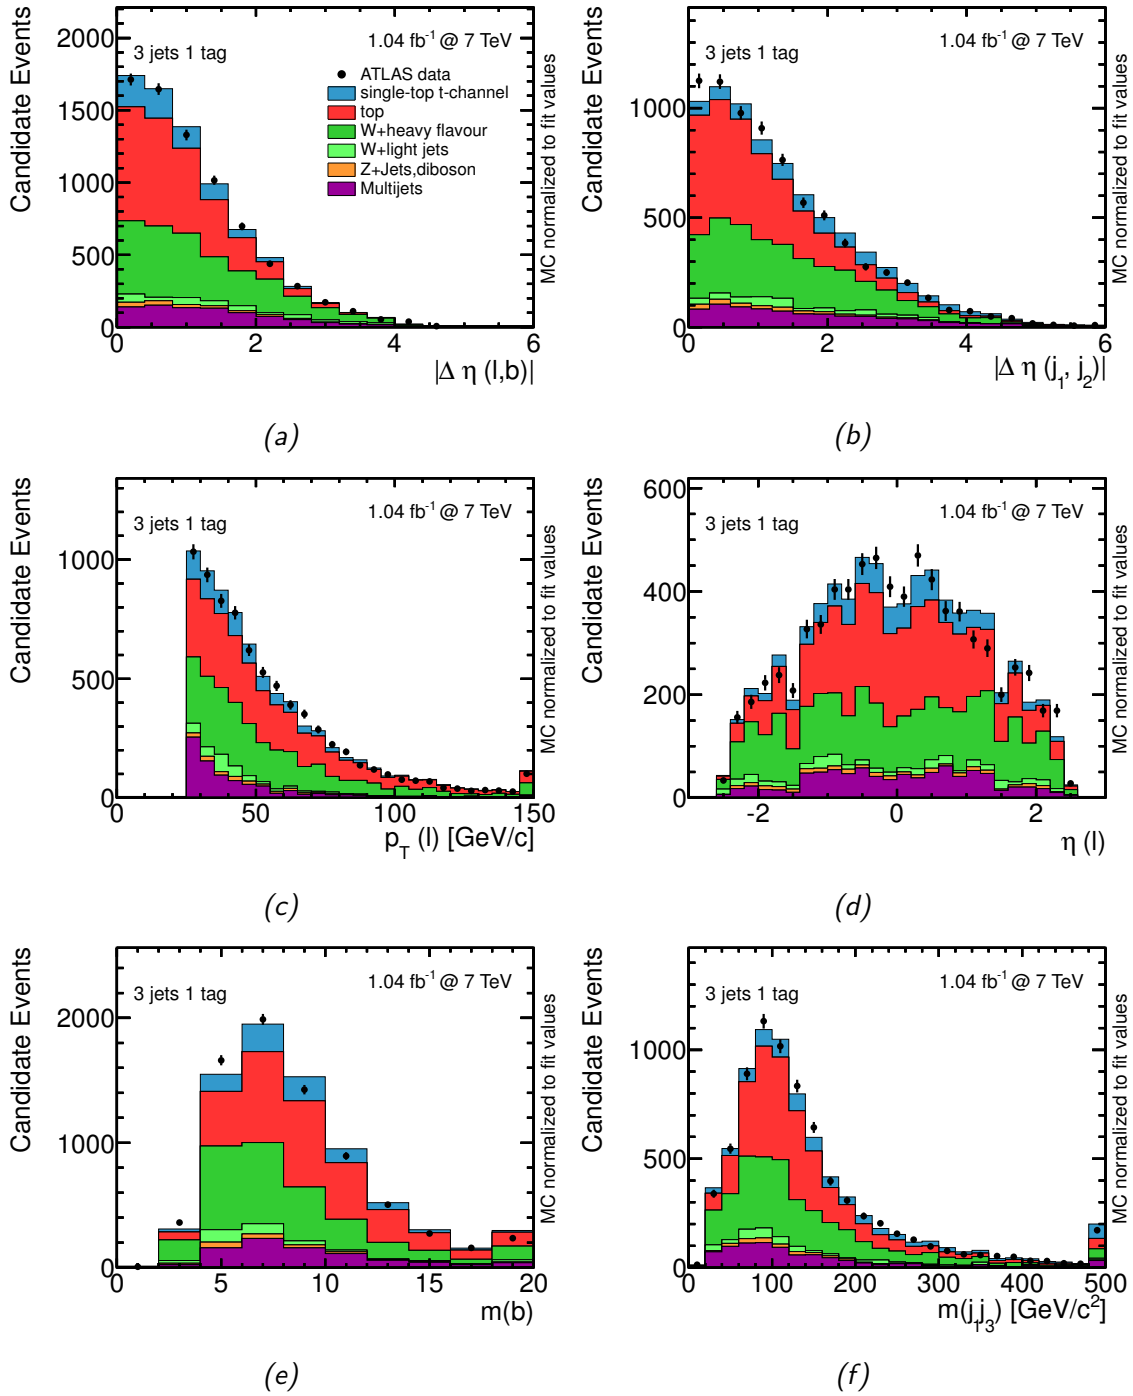 Candidate Events
3 jets 1 tag
1.04 fb⁻¹ @ 7 TeV
ATLAS data
single-top t-channel
top
W+heavy flavour
W+light jets
Z+Jets,diboson
Multijets
MC normalized to fit values
2000
1500
1000
500
0
0 2 4 6
|Δ η (l,b)|
(a)
Candidate Events
3 jets 1 tag
1.04 fb⁻¹ @ 7 TeV
MC normalized to fit values
1000
500
0
0 2 4 6
|Δ η (j₁, j₂)|
(b)
Candidate Events
3 jets 1 tag
1.04 fb⁻¹ @ 7 TeV
MC normalized to fit values
1000
500
0
0 50 100 150
p_T (l) [GeV/c]
(c)
Candidate Events
3 jets 1 tag
1.04 fb⁻¹ @ 7 TeV
MC normalized to fit values
600
400
200
0
-2 0 2
η (l)
(d)
Candidate Events
3 jets 1 tag
1.04 fb⁻¹ @ 7 TeV
MC normalized to fit values
2000
1000
0
0 5 10 15 20
m(b)
(e)
Candidate Events
3 jets 1 tag
1.04 fb⁻¹ @ 7 TeV
MC normalized to fit values
1000
500
0
0 100 200 300 400 500
m(j₁j₃) [GeV/c²]
(f)